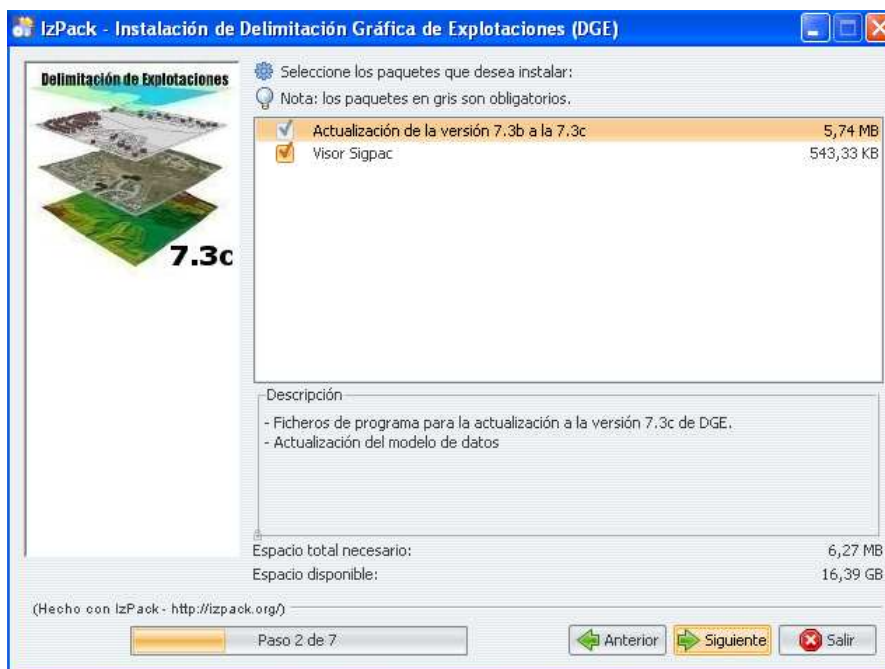 IzPack - Instalación de Delimitación Gráfica de Explotaciones (DGE)
Delimitación de Explotaciones
7.3c
Seleccione los paquetes que desea instalar:
Nota: los paquetes en gris son obligatorios.
Actualización de la versión 7.3b a la 7.3c 5,74 MB
Visor Sigpac 543,33 KB
Descripción
- Ficheros de programa para la actualización a la versión 7.3c de DGE.
- Actualización del modelo de datos
Espacio total necesario: 6,27 MB
Espacio disponible: 16,39 GB
(Hecho con IzPack - http://izpack.org/)
Paso 2 de 7
Anterior
Siguiente
Salir